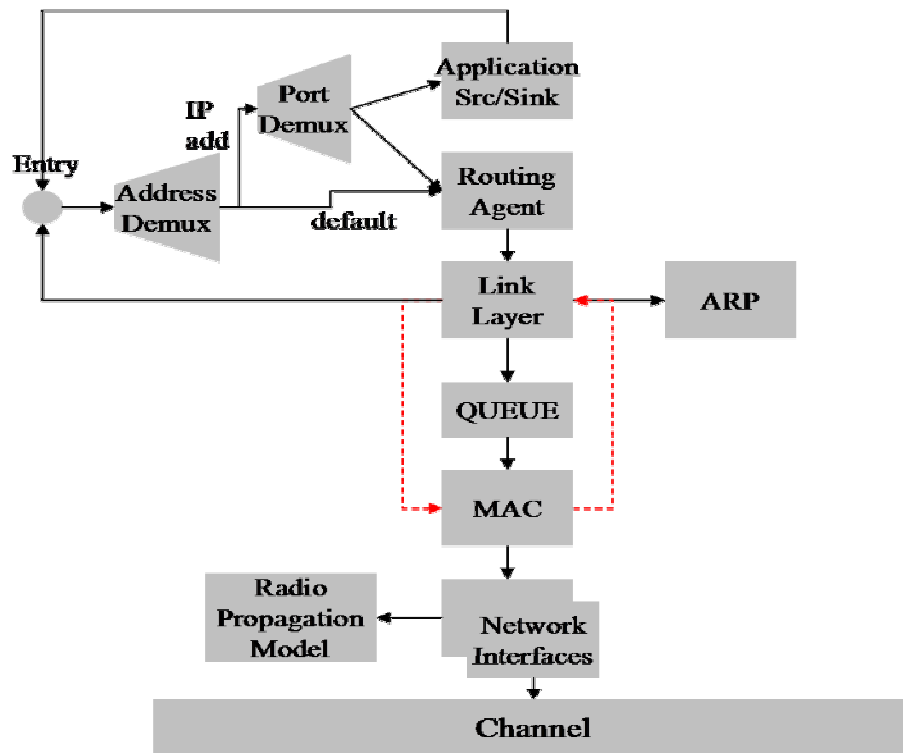 Application
Src/Sink
Port
Demux
IP
add
Entry
Address
Demux
Routing
Agent
default
Link
Layer
ARP
QUEUE
MAC
Radio
Propagation
Model
Network
Interfaces
Channel